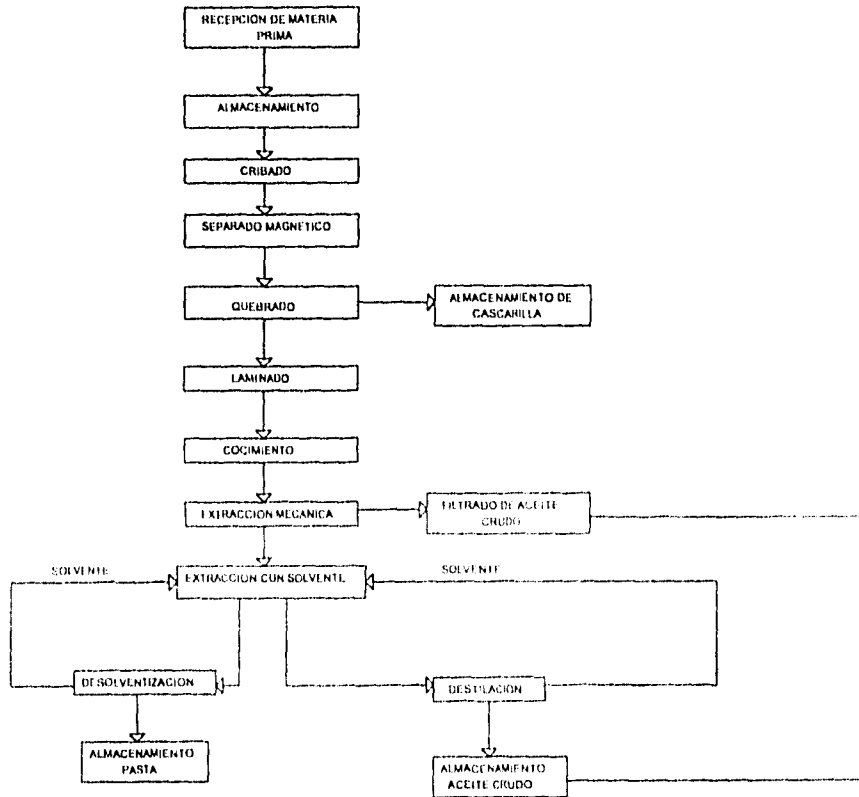 RECEPCION DE MATERIA
PRIMA
ALMACENAMIENTO
CRIBADO
SEPARADO MAGNETICO
QUEBRADO
ALMACENAMIENTO DE
CASCARILLA
LAMINADO
COCIMIENTO
EXTRACCION MECANICA
FILTRADO DE ACEITE
CRUDO
SOLVENTE
EXTRACCION CON SOLVENTE
SOLVENTE
DESOLVENTIZACION
DESTILACION
ALMACENAMIENTO
PASTA
ALMACENAMIENTO
ACEITE CRUDO